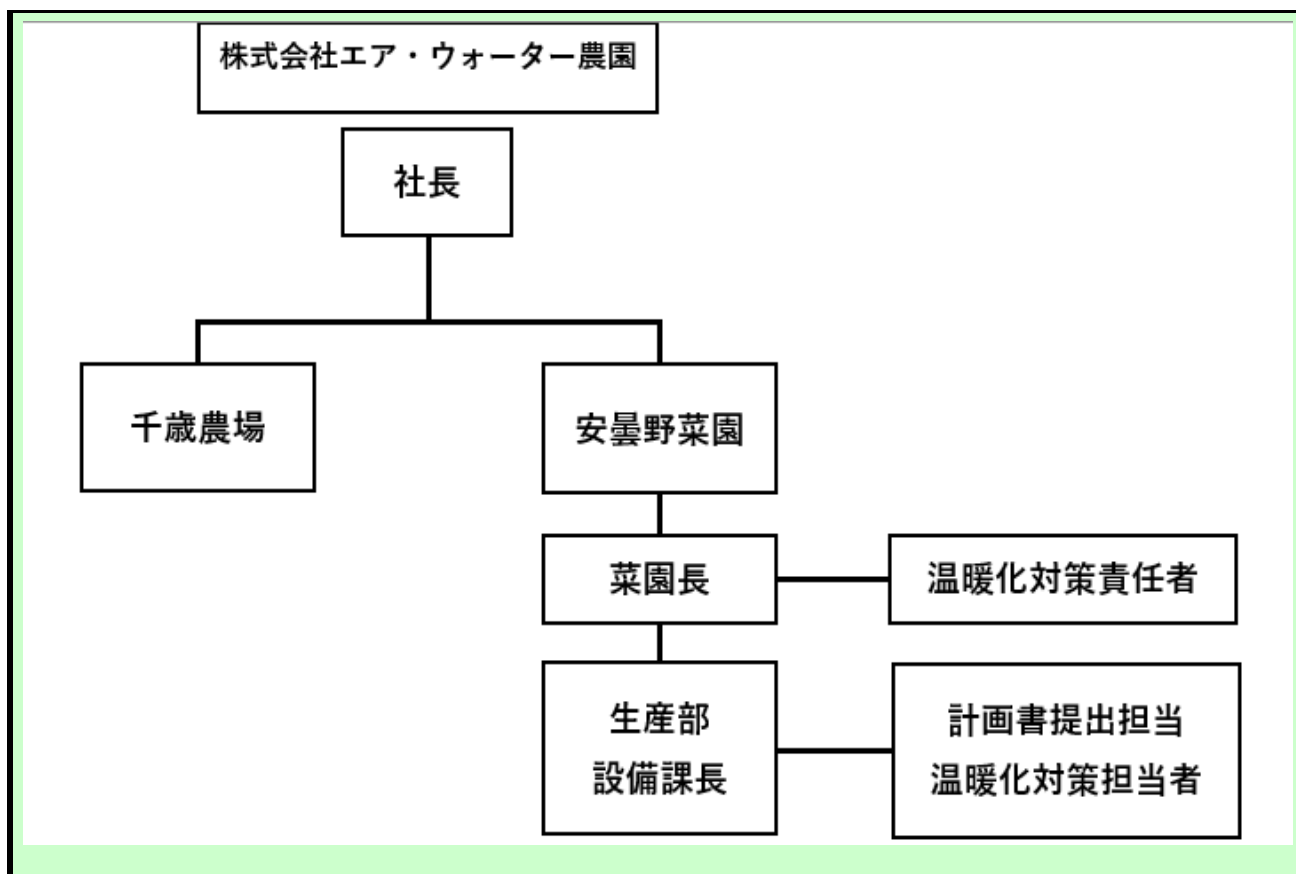 株式会社エア・ウォーター農園
社長
千歳農場
安曇野菜園
菜園長
温暖化対策責任者
生産部
設備課長
計画書提出担当
温暖化対策担当者